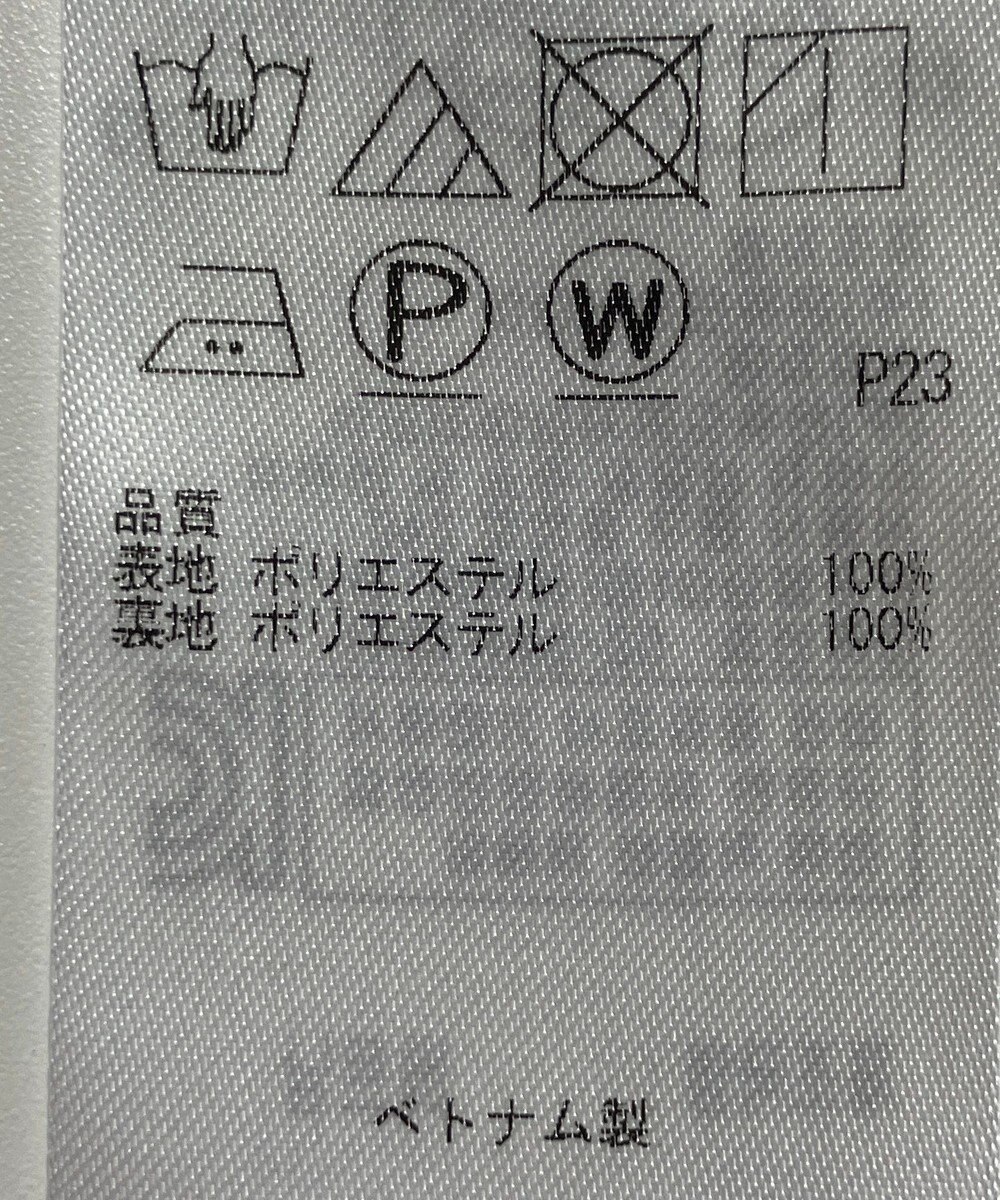 P W
P23
品質
表地 ポリエステル 100%
裏地 ポリエステル 100%
ベトナム製